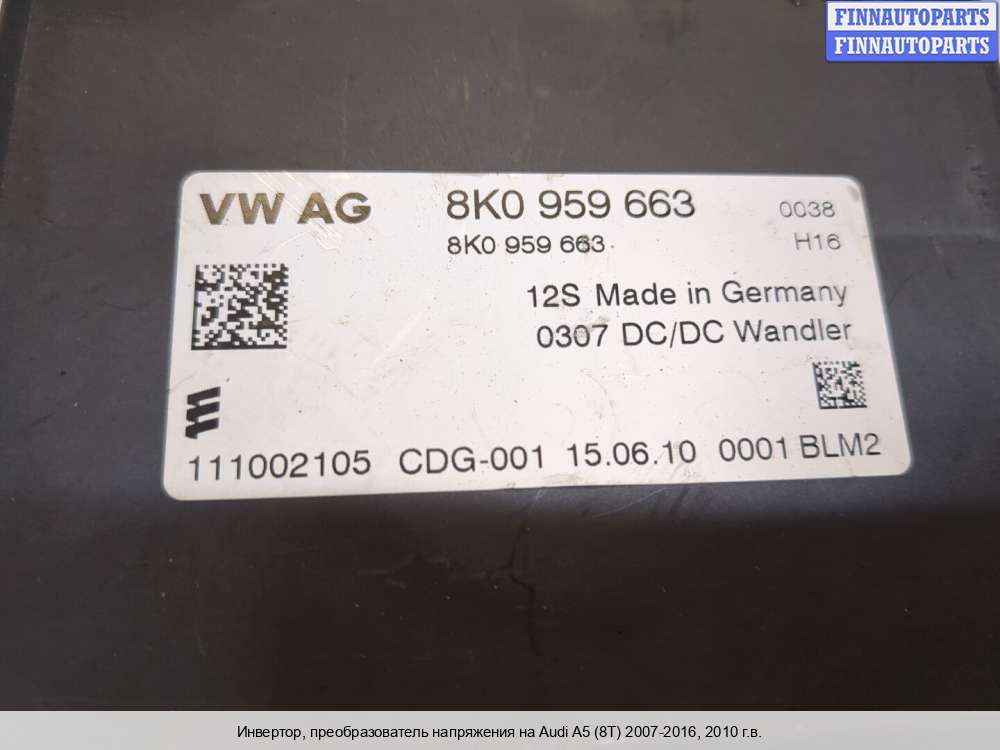 FINNAUTOPARTS
FINNAUTOPARTS
VW AG 8K0 959 663 0038
8K0 959 663 H16
12S Made in Germany
0307 DC/DC Wandler
111002105 CDG-001 15.06.10 0001 BLM2
Инвертор, преобразователь напряжения на Audi A5 (8T) 2007-2016, 2010 г.в.